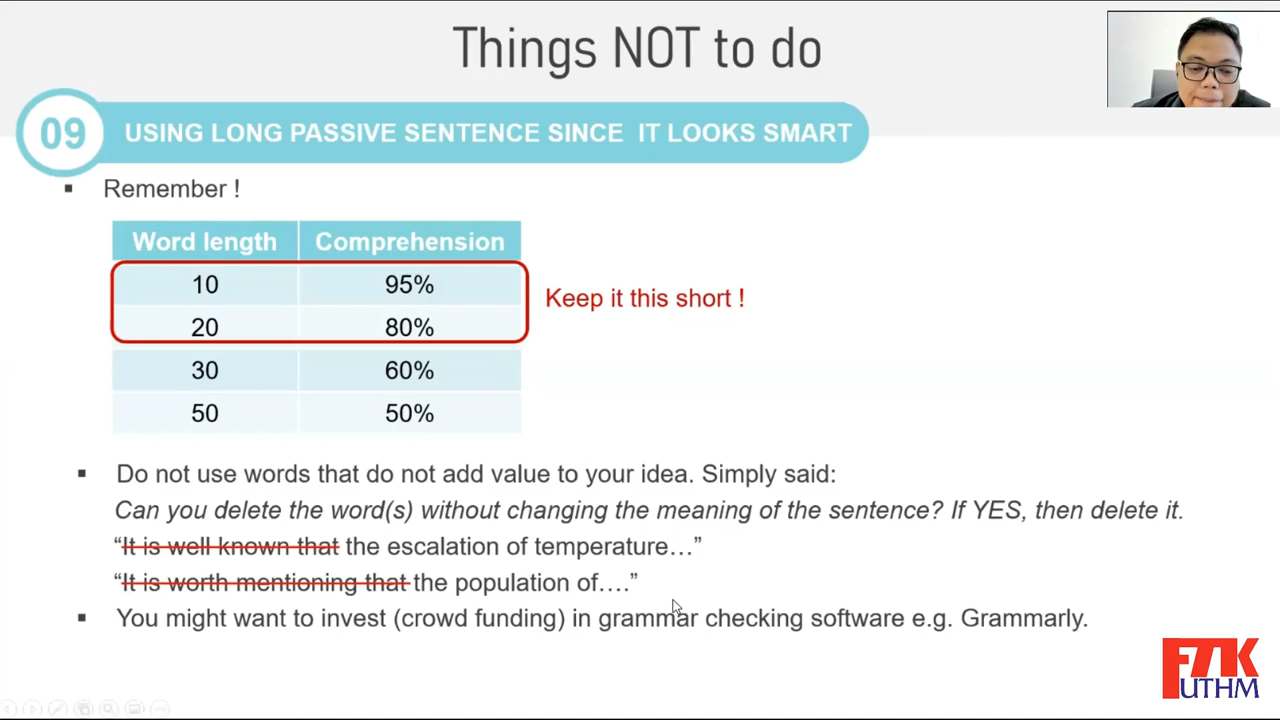 Things NOT to do
09
USING LONG PASSIVE SENTENCE SINCE IT LOOKS SMART
▪ Remember !
Word length Comprehension
10 95%
20 80%
30 60%
50 50%
Keep it this short !
▪ Do not use words that do not add value to your idea. Simply said:
Can you delete the word(s) without changing the meaning of the sentence? If YES, then delete it.
“It is well known that the escalation of temperature…”
“It is worth mentioning that the population of….”
▪ You might want to invest (crowd funding) in grammar checking software e.g. Grammarly.
FTK
UTHM